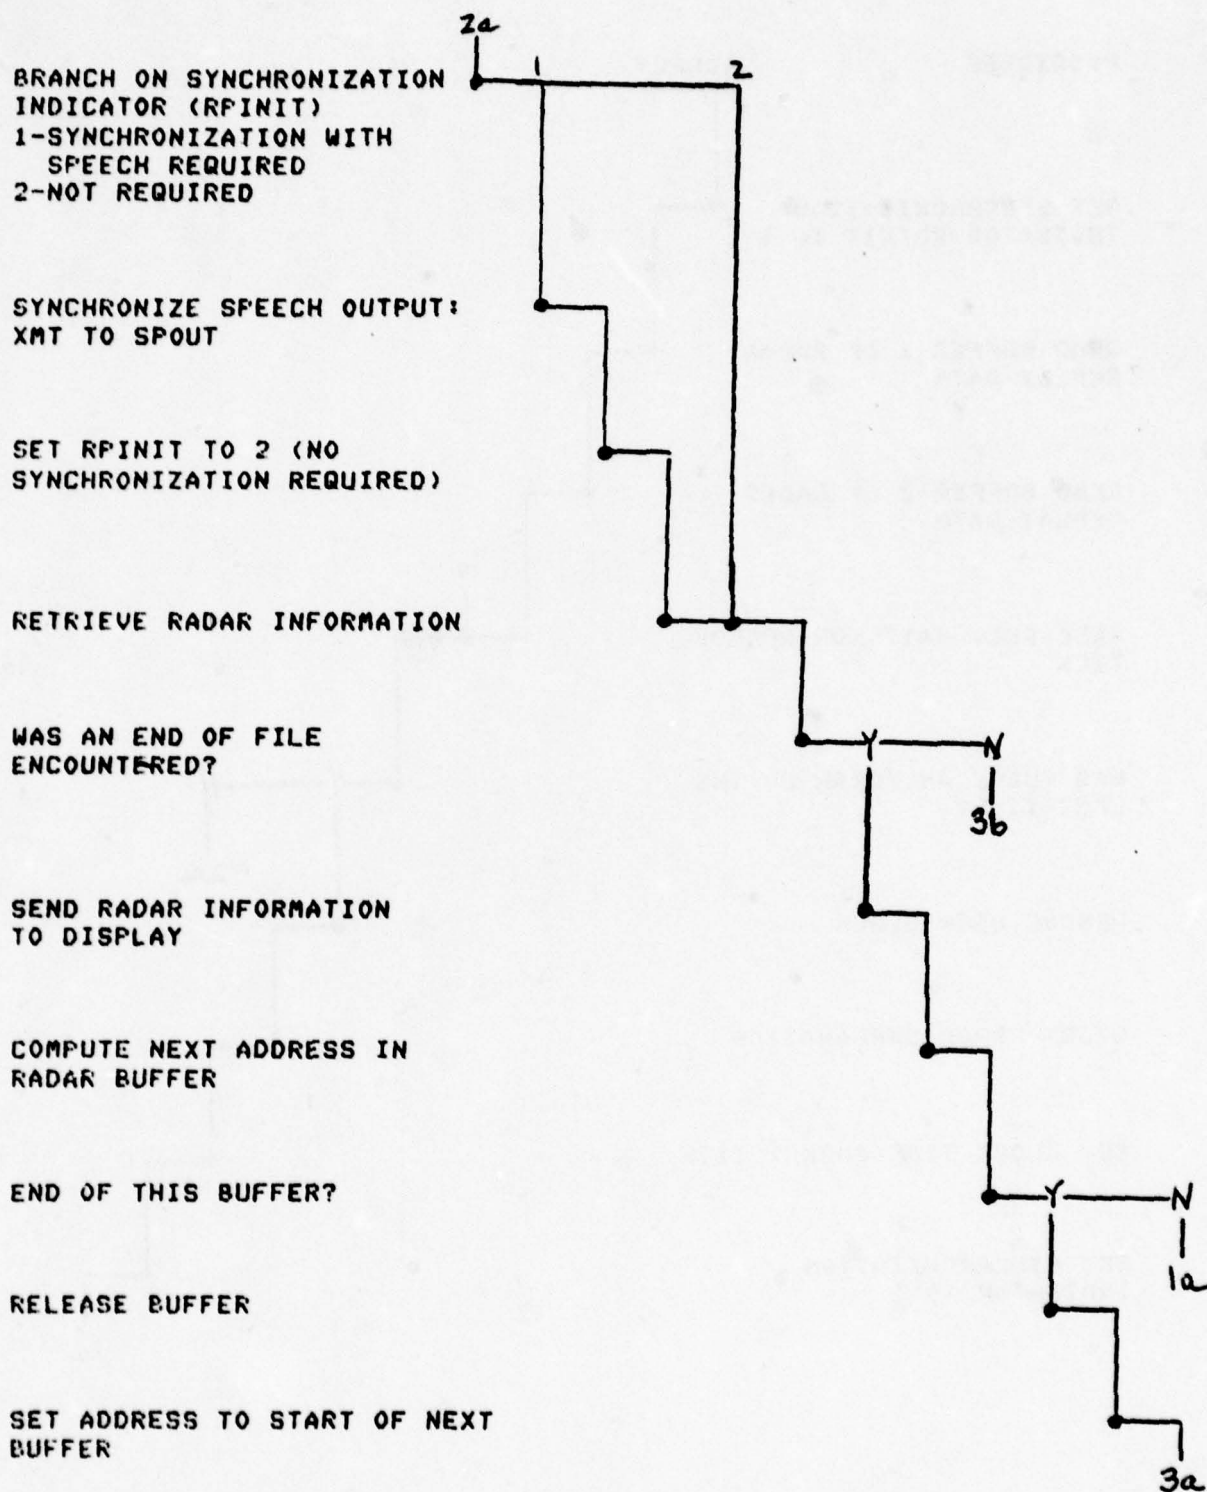 2a
1 2
BRANCH ON SYNCHRONIZATION
INDICATOR (RPINIT)
1-SYNCHRONIZATION WITH
SPEECH REQUIRED
2-NOT REQUIRED
SYNCHRONIZE SPEECH OUTPUT:
XMT TO SPOUT
SET RPINIT TO 2 (NO
SYNCHRONIZATION REQUIRED)
RETRIEVE RADAR INFORMATION
WAS AN END OF FILE
ENCOUNTERED?
Y N
3b
SEND RADAR INFORMATION
TO DISPLAY
COMPUTE NEXT ADDRESS IN
RADAR BUFFER
END OF THIS BUFFER?
Y N
1a
RELEASE BUFFER
SET ADDRESS TO START OF NEXT
BUFFER
3a